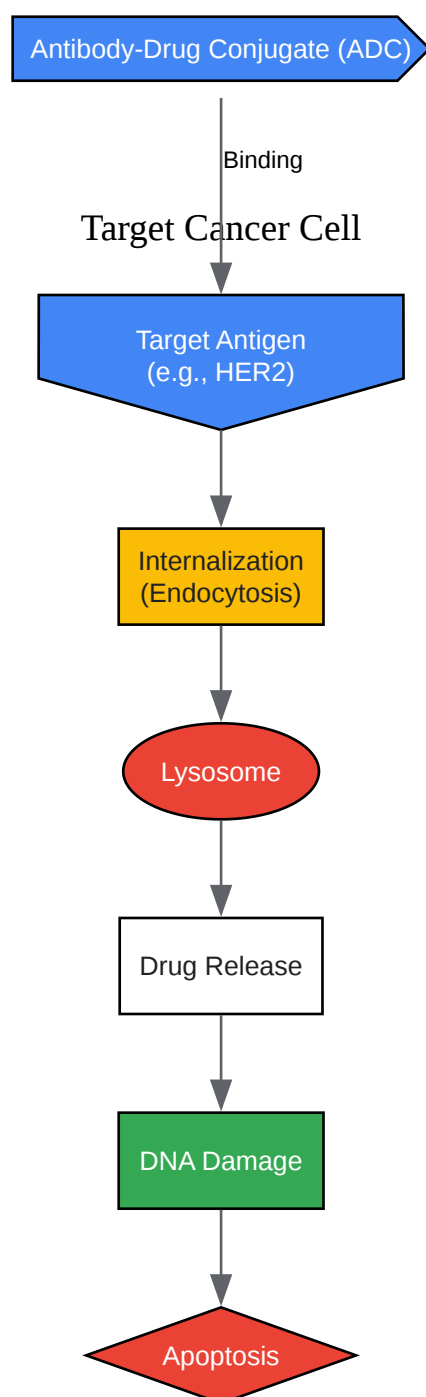 Antibody-Drug Conjugate (ADC)
Binding
Target Cancer Cell
Target Antigen
(e.g., HER2)
Internalization
(Endocytosis)
Lysosome
Drug Release
DNA Damage
Apoptosis